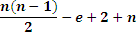 n(n−1)/2 − e + 2 + n